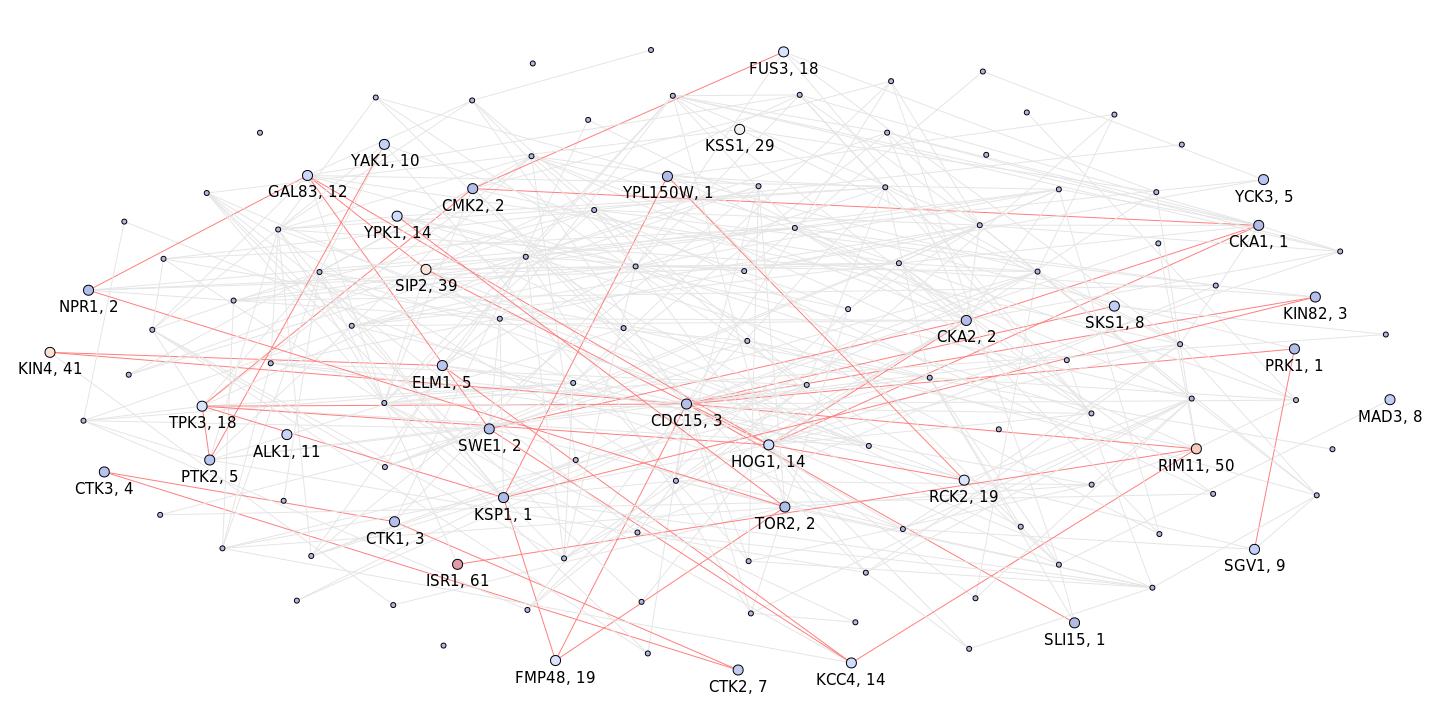 FUS3, 18
KSS1, 29
YAK1, 10
GAL83, 12
YPL150W, 1
YCK3, 5
CMK2, 2
YPK1, 14
CKA1, 1
SIP2, 39
NPR1, 2
KIN82, 3
SKS1, 8
CKA2, 2
KIN4, 41
PRK1, 1
ELM1, 5
MAD3, 8
CDC15, 3
TPK3, 18
SWE1, 2
ALK1, 11
HOG1, 14
RIM11, 50
PTK2, 5
CTK3, 4
RCK2, 19
KSP1, 1
TOR2, 2
CTK1, 3
SGV1, 9
ISR1, 61
SLI15, 1
FMP48, 19
KCC4, 14
CTK2, 7